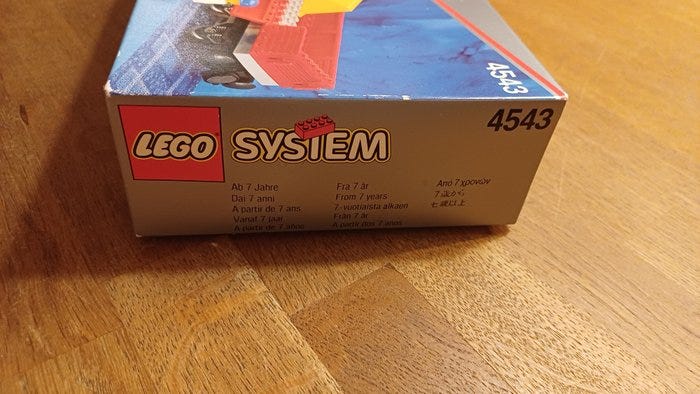 4543
LEGO SYSTEM 4543
Ab 7 Jahre
Dai 7 anni
A partir de 7 ans
Vanaf 7 jaar
A partir de 7 años
Fra 7 år
From 7 years
7-vuotiaista alkaen
Från 7 år
A partir dos 7 anos
Από 7 χρονών
7歳から
七歲以上